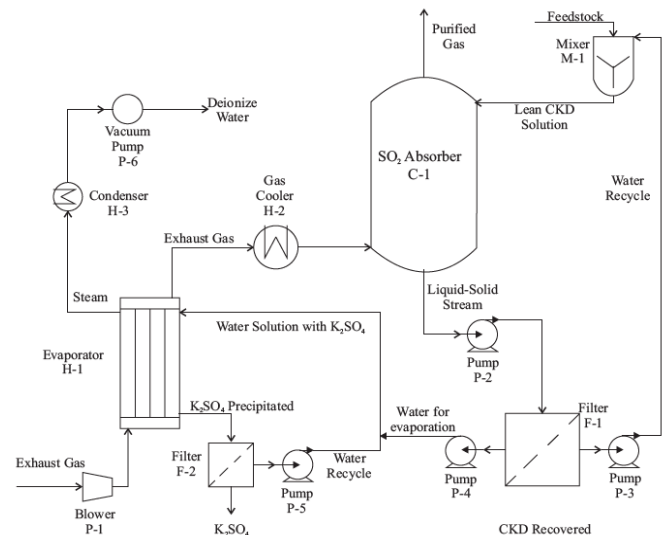 Purified
Gas
Feedstock
Mixer
M-1
Lean CKD
Solution
SO₂ Absorber
C-1
Water
Recycle
Deionize
Water
Vacuum
Pump
P-6
Condenser
H-3
Gas
Cooler
H-2
Exhaust Gas
Steam
Liquid-Solid
Stream
Water Solution with K₂SO₄
Pump
P-2
Evaporator
H-1
K₂SO₄ Precipitated
Water for
evaporation
Filter
F-1
Filter
F-2
Water
Recycle
Pump
P-5
Pump
P-4
Pump
P-3
Exhaust Gas
Blower
P-1
K₂SO₄
CKD Recovered